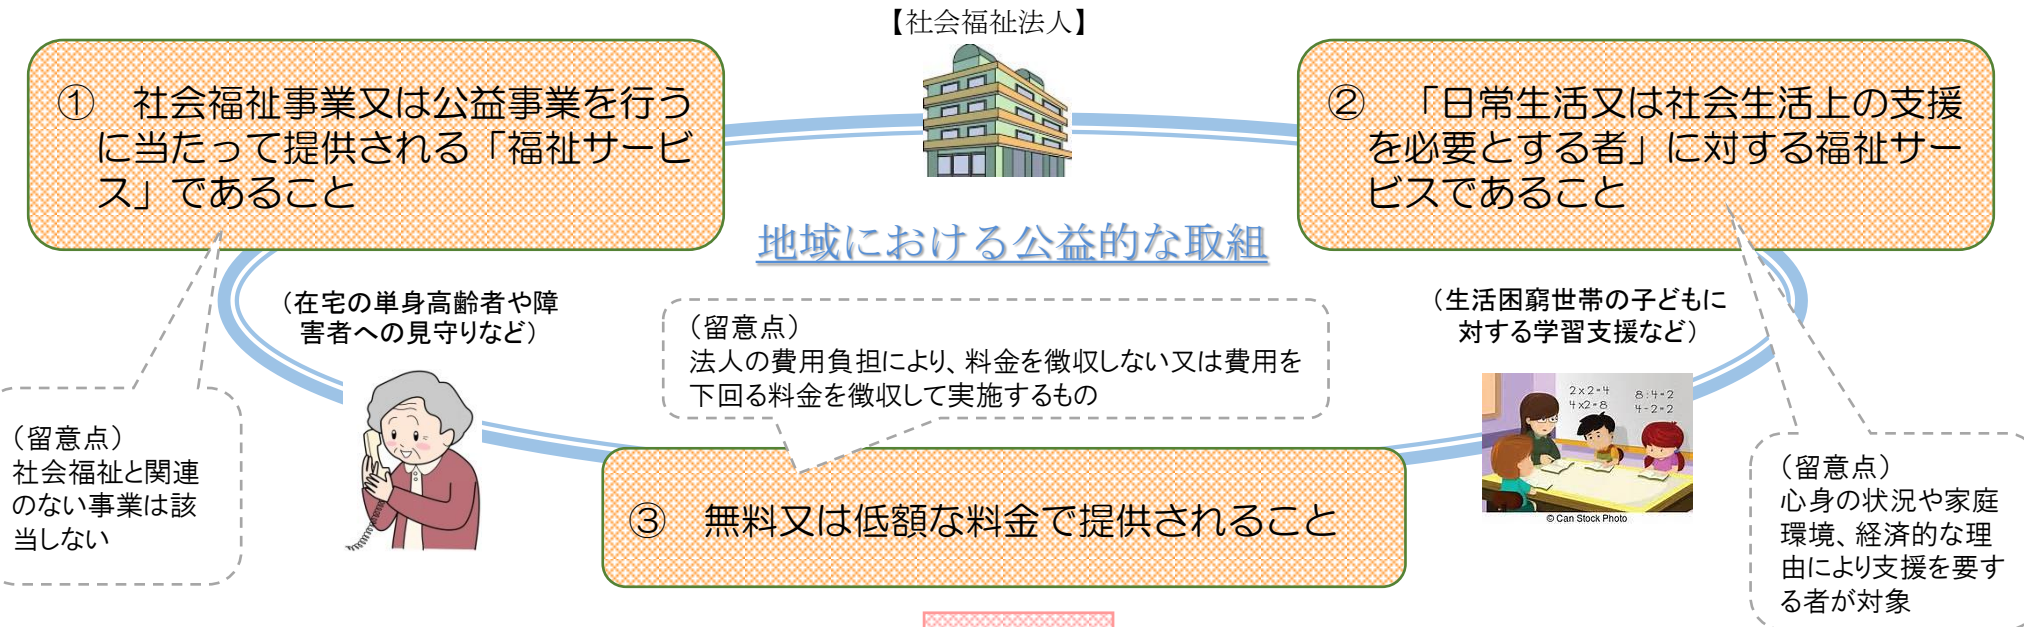 【社会福祉法人】
① 社会福祉事業又は公益事業を行う
に当たって提供される「福祉サービ
ス」であること
② 「日常生活又は社会生活上の支援
を必要とする者」に対する福祉サー
ビスであること
地域における公益的な取組
（在宅の単身高齢者や障
害者への見守りなど）
（留意点）
法人の費用負担により、料金を徴収しない又は費用を
下回る料金を徴収して実施するもの
（生活困窮世帯の子どもに
対する学習支援など）
2x2=4
4x2=8
8:4=2
4-2=2
© Can Stock Photo
（留意点）
社会福祉と関連
のない事業は該
当しない
③ 無料又は低額な料金で提供されること
（留意点）
心身の状況や家庭
環境、経済的な理
由により支援を要す
る者が対象